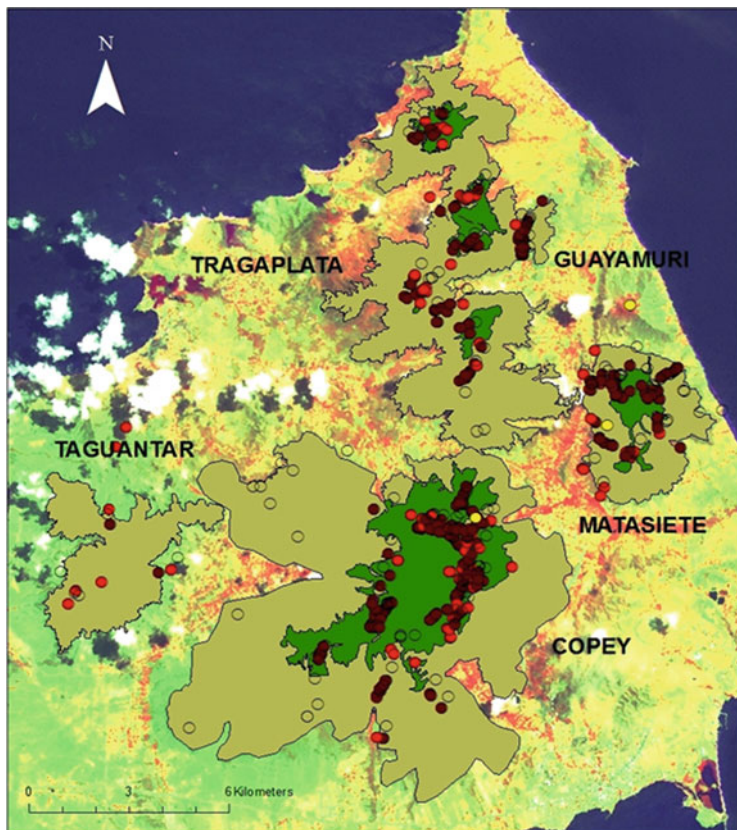 N
TRAGAPLATA
GUAYAMURI
TAGUANTAR
MATASIETE
COPEY
0 3 6 Kilometers